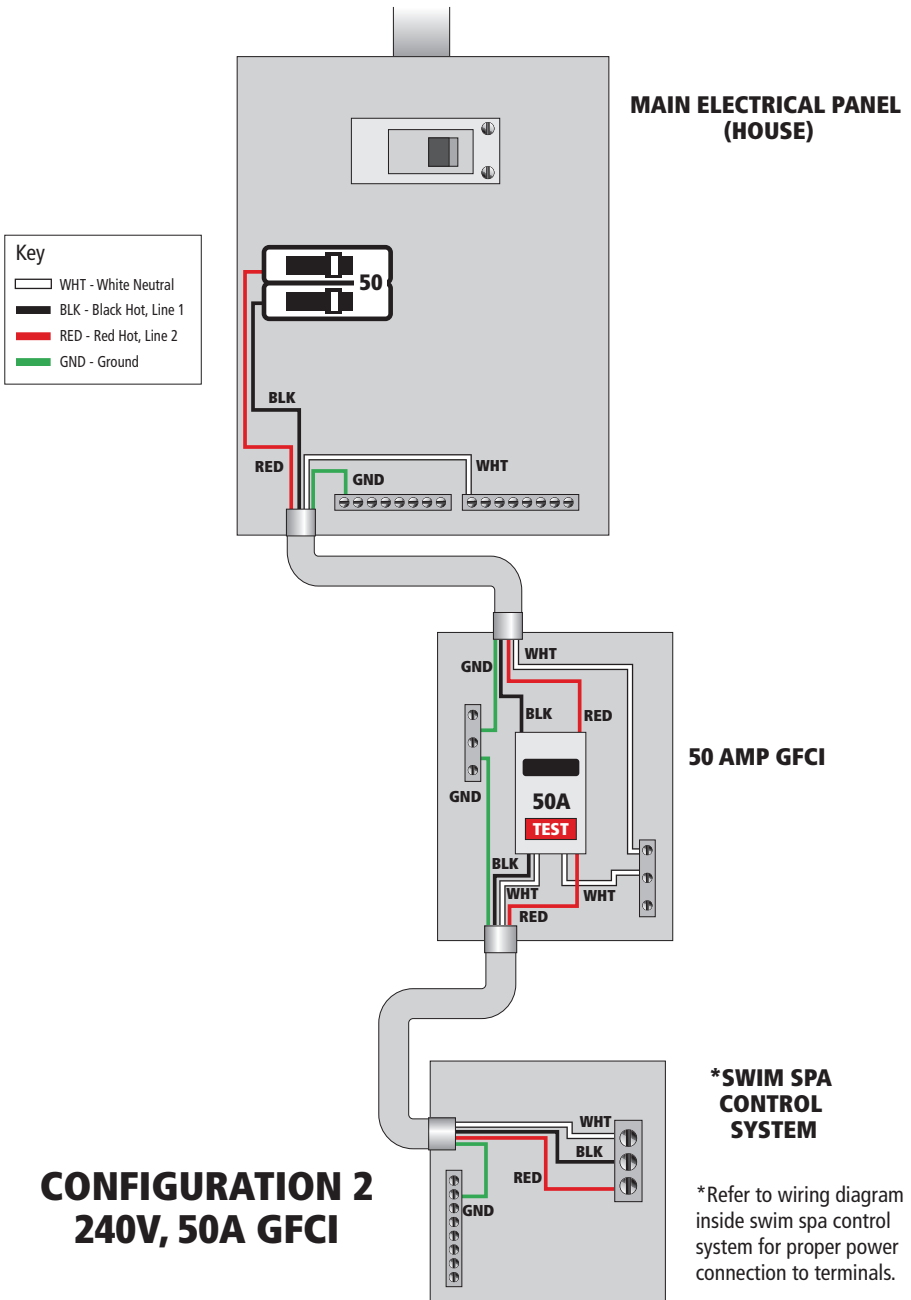 MAIN ELECTRICAL PANEL
(HOUSE)
Key
WHT - White Neutral
BLK - Black Hot, Line 1
RED - Red Hot, Line 2
GND - Ground
50
BLK
RED
GND
WHT
WHT
GND
BLK
RED
50 AMP GFCI
GND
50A
TEST
BLK
WHT
WHT
RED
*SWIM SPA
CONTROL
SYSTEM
WHT
BLK
RED
GND
CONFIGURATION 2
240V, 50A GFCI
*Refer to wiring diagram
inside swim spa control
system for proper power
connection to terminals.